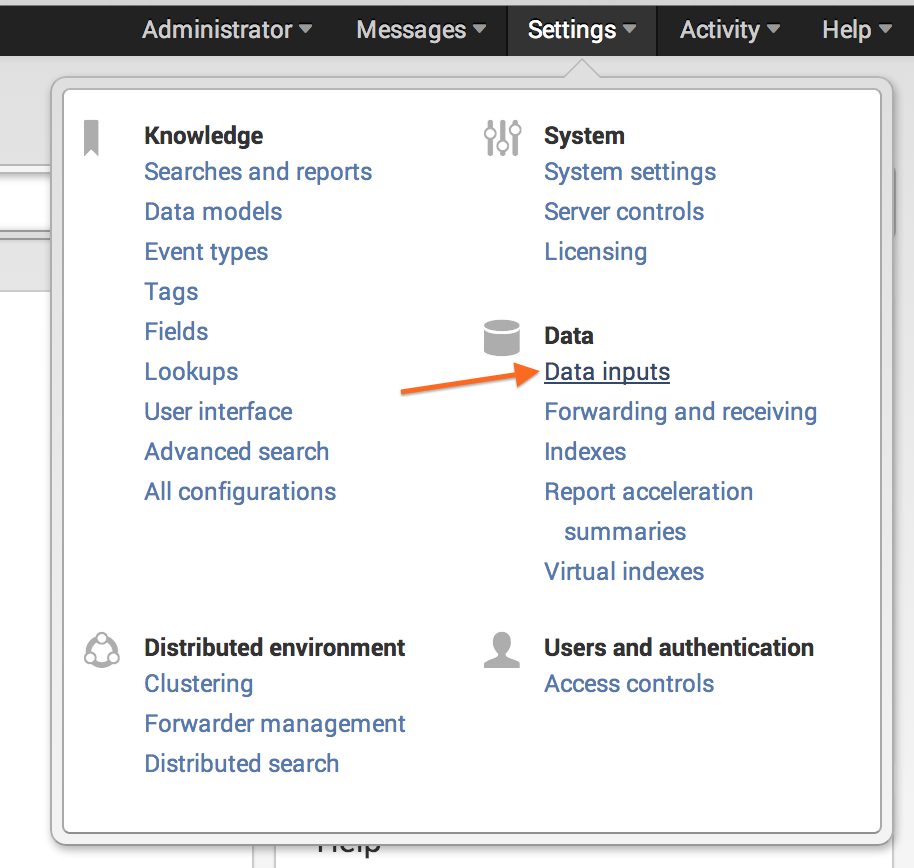 Administrator Messages Settings Activity Help
Knowledge
Searches and reports
Data models
Event types
Tags
Fields
Lookups
User interface
Advanced search
All configurations
System
System settings
Server controls
Licensing
Data
Data inputs
Forwarding and receiving
Indexes
Report acceleration
summaries
Virtual indexes
Distributed environment
Clustering
Forwarder management
Distributed search
Users and authentication
Access controls
Help